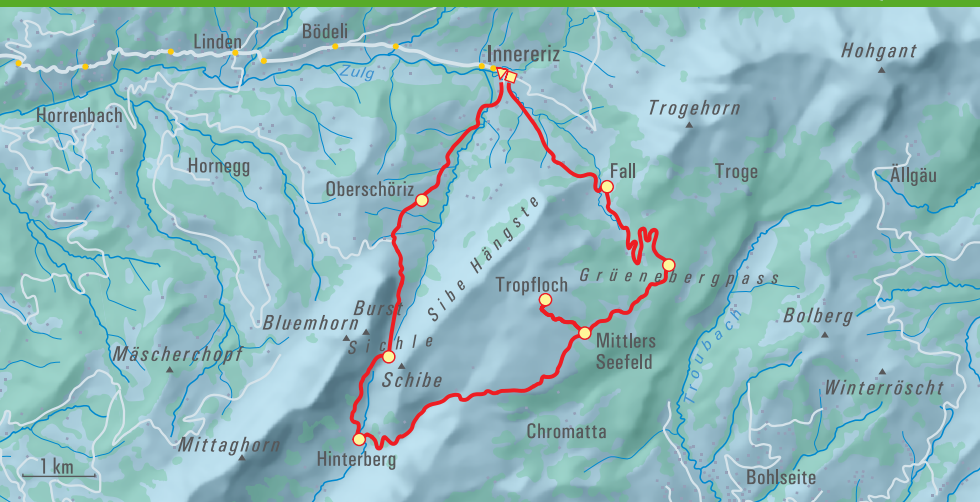 Linden
Bödeli
Innereriz
Hohgant
Zulg
Trogehorn
Horrenbach
Hornegg
Fall
Troge
Ällgäu
Oberschöriz
Sibe Hängste
Grüenebergpass
Tropfloch
Burst
Bluemhorn
Sichle
Mittlers
Seefeld
Troubach
Bolberg
Mäscherchopf
Schibe
Winterröscht
Mittaghorn
Chromatta
Hinterberg
1 km
Bohlseite